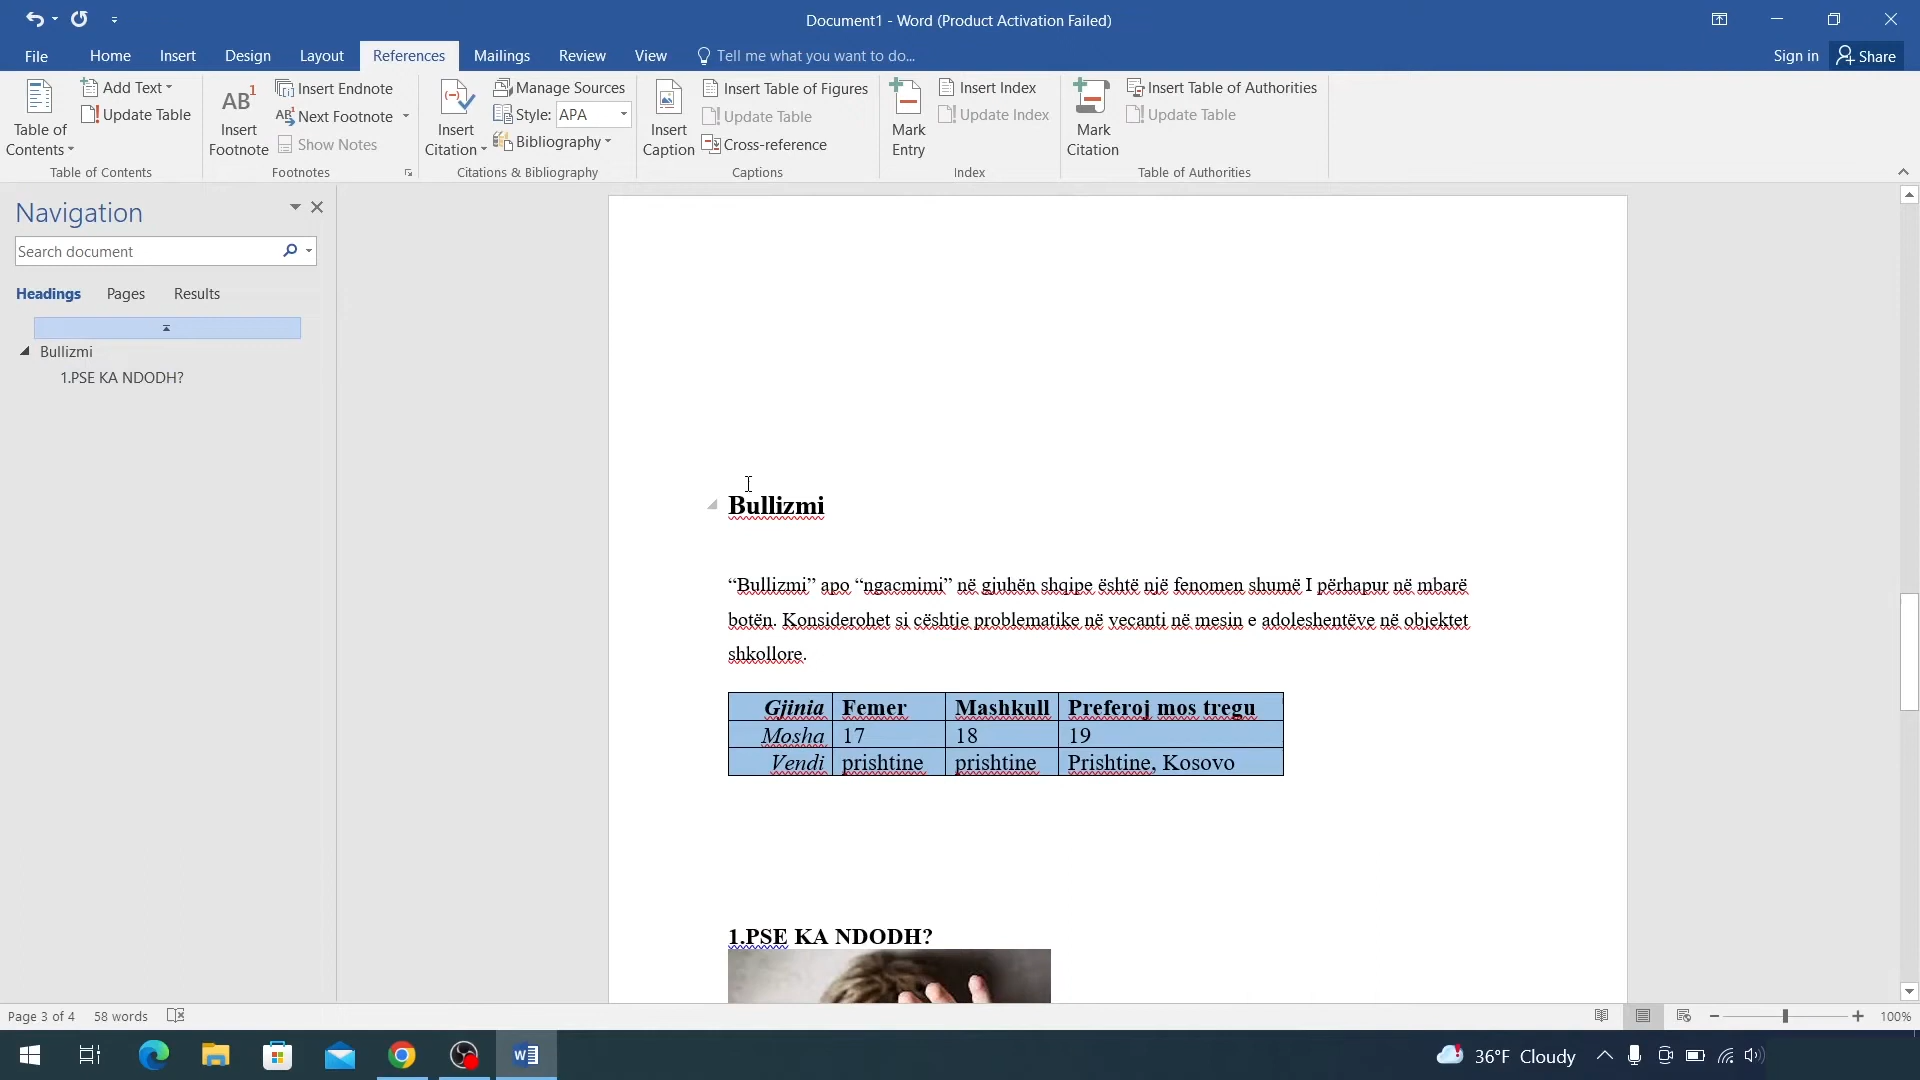 Document1 - Word (Product Activation Failed)
File Home Insert Design Layout References Mailings Review View Tell me what you want to do... Sign in Share
Table of Contents
Add Text
Update Table
Table of Contents
AB1 Insert Footnote
Insert Endnote
Next Footnote
Show Notes
Footnotes
Insert Citation
Manage Sources
Style: APA
Bibliography
Citations & Bibliography
Insert Caption
Insert Table of Figures
Update Table
Cross-reference
Captions
Mark Entry
Insert Index
Update Index
Index
Mark Citation
Insert Table of Authorities
Update Table
Table of Authorities
Navigation
Search document
Headings Pages Results
Bullizmi
1.PSE KA NDODH?
Bullizmi
“Bullizmi” apo “ngacmimi” në gjuhën shqipe është një fenomen shumë I përhapur në mbarë
botën. Konsiderohet si cështje problematike në vecanti në mesin e adoleshentëve në objektet
shkollore.
Gjinia Femer Mashkull Preferoj mos tregu
Mosha 17 18 19
Vendi prishtine prishtine Prishtine, Kosovo
1.PSE KA NDODH?
Page 3 of 4 58 words 100%
36°F Cloudy